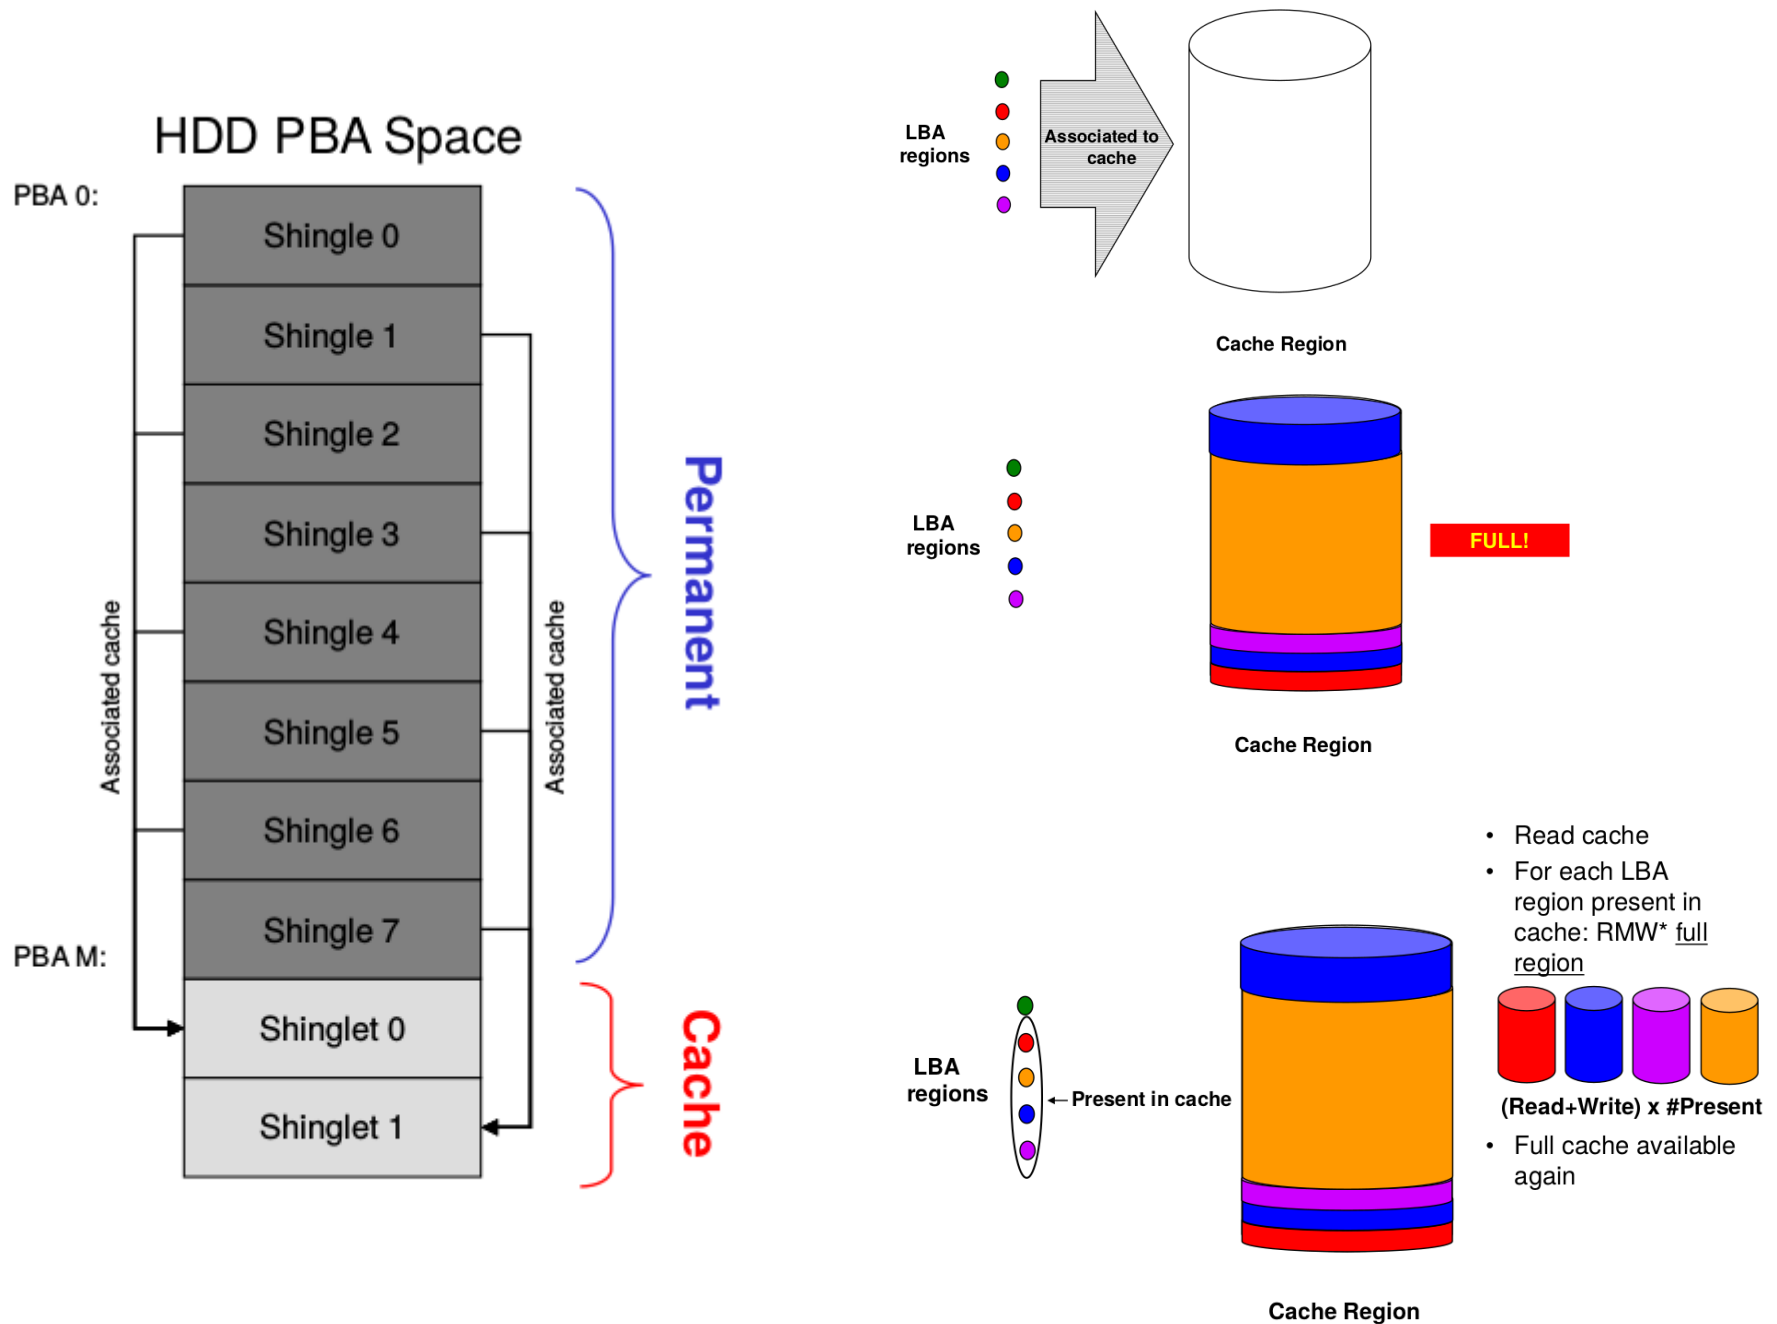 HDD PBA Space
PBA 0:
Shingle 0
Shingle 1
Shingle 2
Shingle 3
Shingle 4
Shingle 5
Shingle 6
Shingle 7
PBA M:
Shinglet 0
Shinglet 1
Associated cache
Associated cache
Permanent
Cache
LBA
regions
Associated to
cache
Cache Region
LBA
regions
FULL!
Cache Region
LBA
regions
Present in cache
Cache Region
• Read cache
• For each LBA
region present in
cache: RMW* full
region
(Read+Write) x #Present
• Full cache available
again